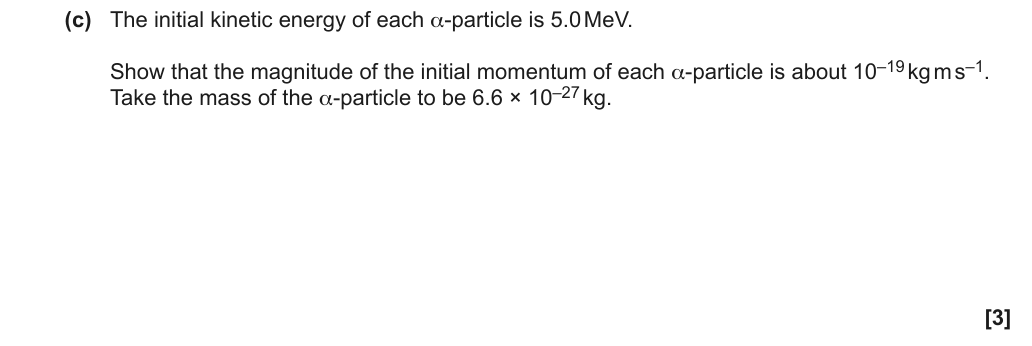 (c) The initial kinetic energy of each α-particle is 5.0 MeV.
Show that the magnitude of the initial momentum of each α-particle is about 10⁻¹⁹ kg m s⁻¹.
Take the mass of the α-particle to be 6.6 × 10⁻²⁷ kg.
[3]